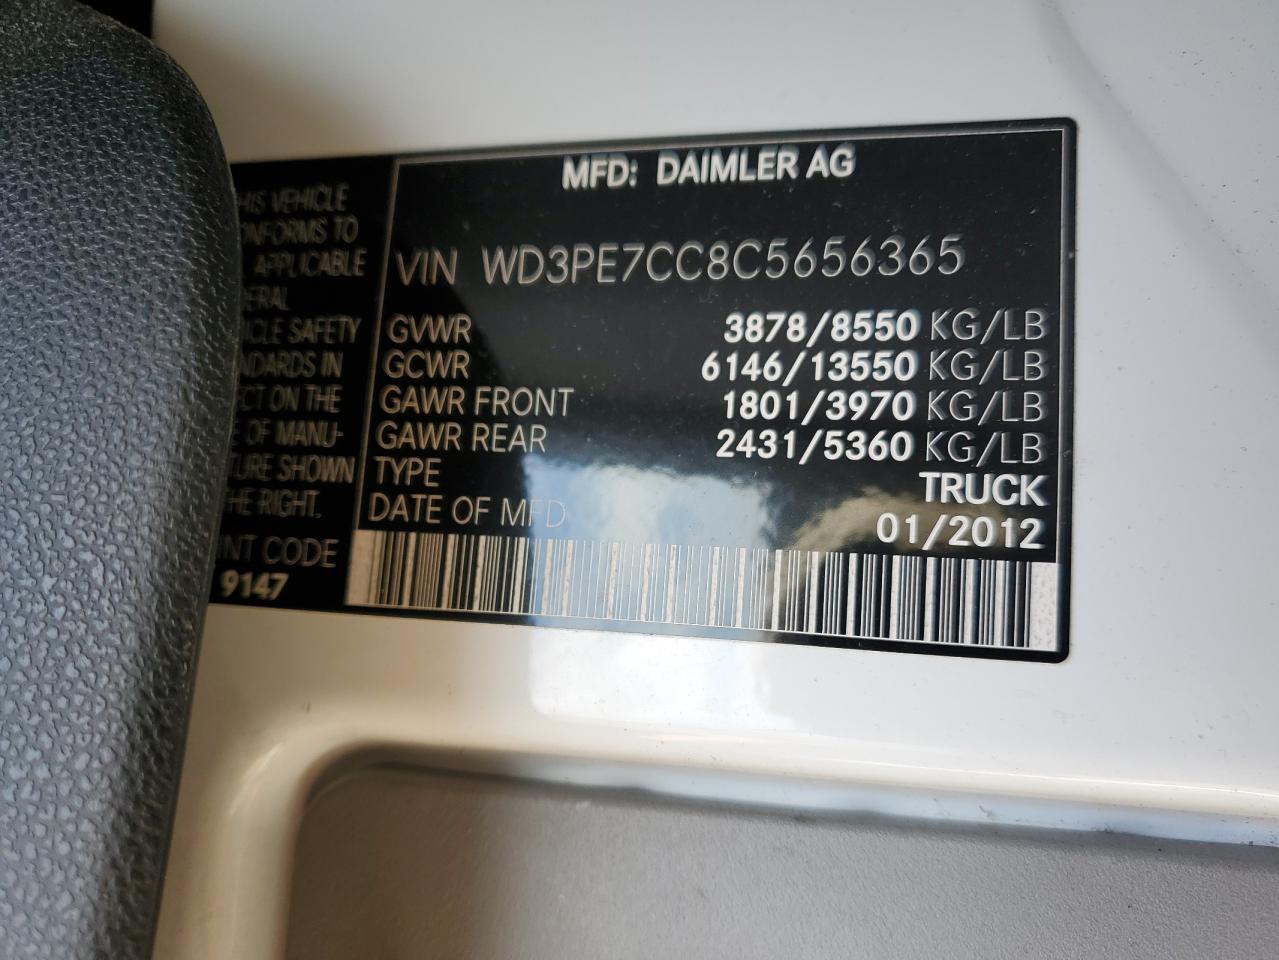 MFD: DAIMLER AG
VIN WD3PE7CC8C5656365
GVWR 3878/8550 KG/LB
GCWR 6146/13550 KG/LB
GAWR FRONT 1801/3970 KG/LB
GAWR REAR 2431/5360 KG/LB
TYPE TRUCK
DATE OF MFD 01/2012
HIS VEHICLE
ONFORMS TO
APPLICABLE
ERAL
ICLE SAFETY
NDARDS IN
ECT ON THE
E OF MANU-
TURE SHOWN
THE RIGHT.
INT CODE
9147